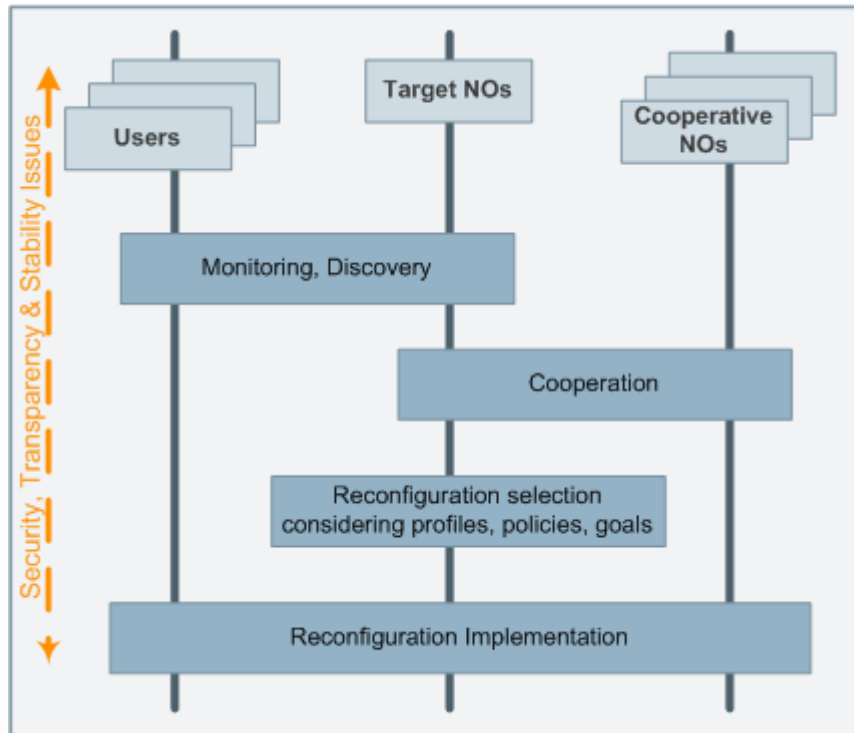 Users
Target NOs
Cooperative
NOs
Security, Transparency & Stability Issues
Monitoring, Discovery
Cooperation
Reconfiguration selection
considering profiles, policies, goals
Reconfiguration Implementation